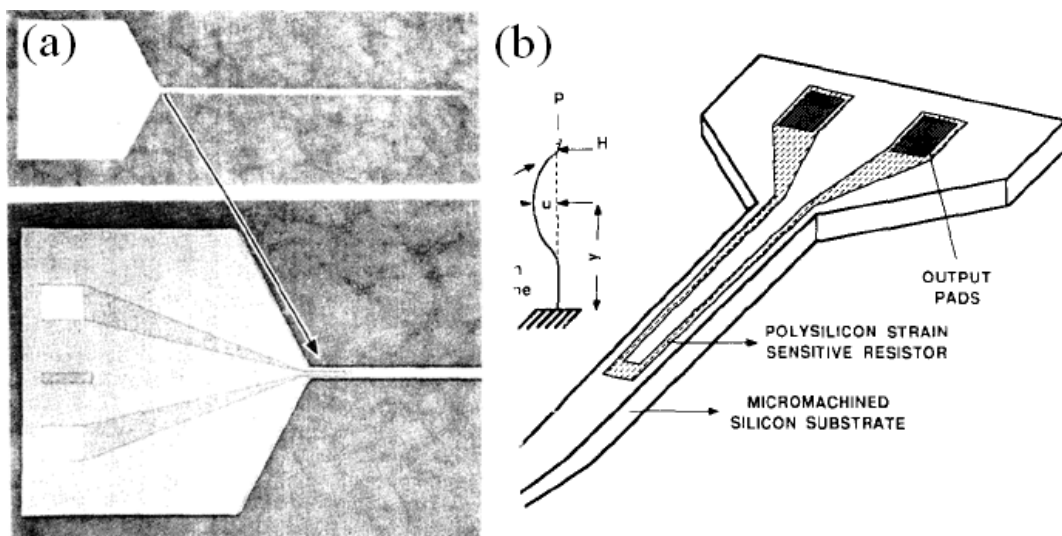 (a)
(b)
P
H
u
y
OUTPUT
PADS
POLYSILICON STRAIN
SENSITIVE RESISTOR
MICROMACHINED
SILICON SUBSTRATE